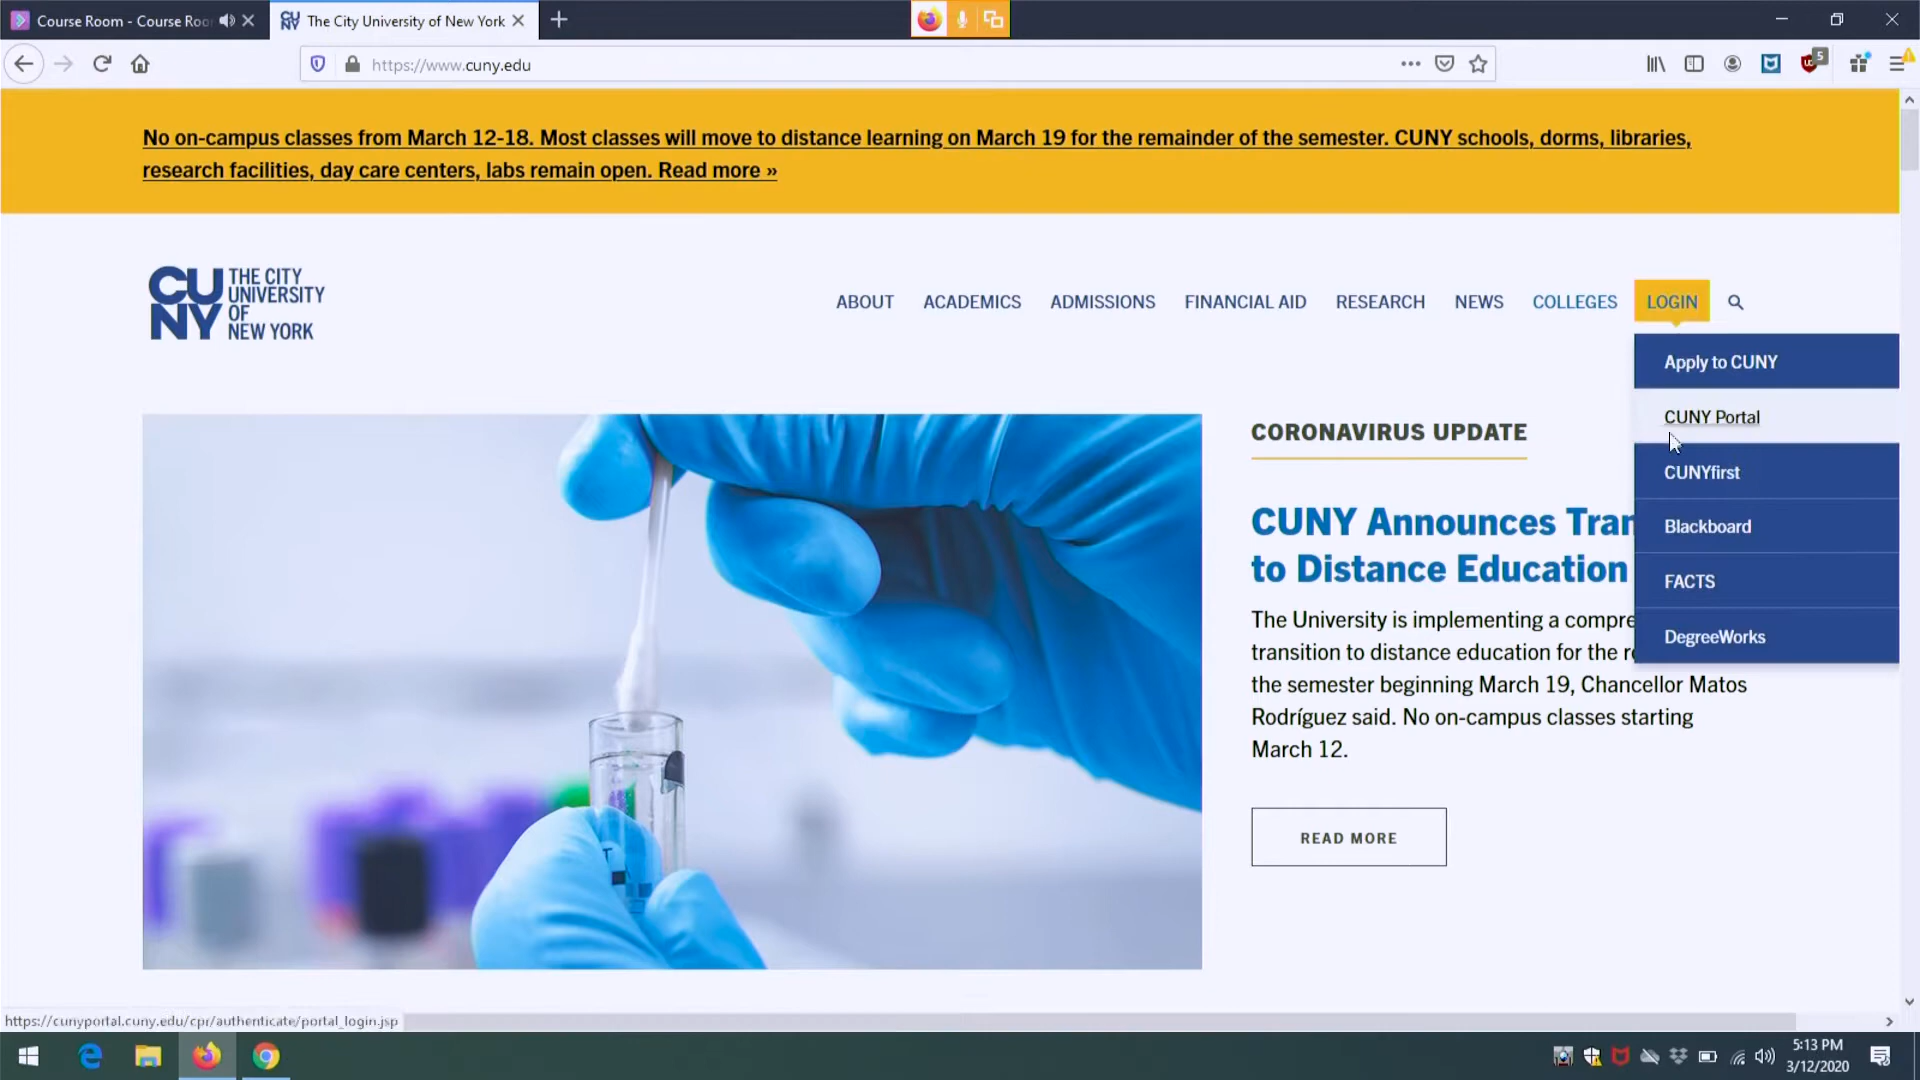 Course Room - Course Roo
The City University of New York
https://www.cuny.edu
5
No on-campus classes from March 12-18. Most classes will move to distance learning on March 19 for the remainder of the semester. CUNY schools, dorms, libraries,
research facilities, day care centers, labs remain open. Read more »
CU THE CITY
UNIVERSITY
NY OF
NEW YORK
ABOUT ACADEMICS ADMISSIONS FINANCIAL AID RESEARCH NEWS COLLEGES LOGIN
Apply to CUNY
CUNY Portal
CUNYfirst
Blackboard
FACTS
DegreeWorks
CORONAVIRUS UPDATE
CUNY Announces Tran
to Distance Education
The University is implementing a compre
transition to distance education for the r
the semester beginning March 19, Chancellor Matos
Rodríguez said. No on-campus classes starting
March 12.
READ MORE
https://cunyportal.cuny.edu/cpr/authenticate/portal_login.jsp
5:13 PM
3/12/2020